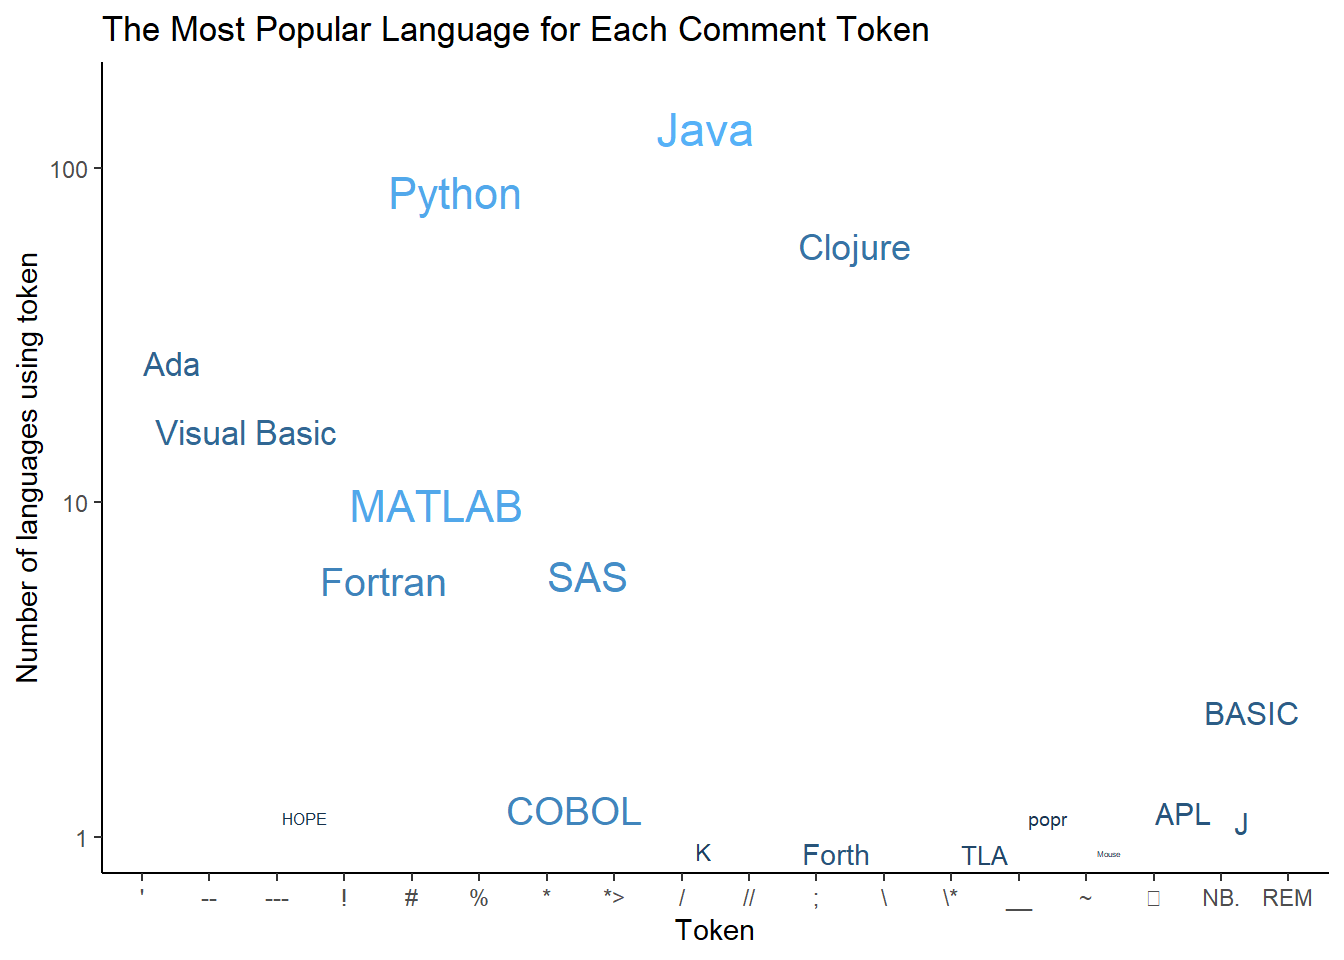 The Most Popular Language for Each Comment Token
Number of languages using token
100
10
1
Java
Python
Clojure
Ada
Visual Basic
MATLAB
Fortran
SAS
BASIC
HOPE
COBOL
K
Forth
TLA
popr
Mouse
APL
J
' -- --- ! # % * *> / // ; \ \* __ ~ NB. REM
Token